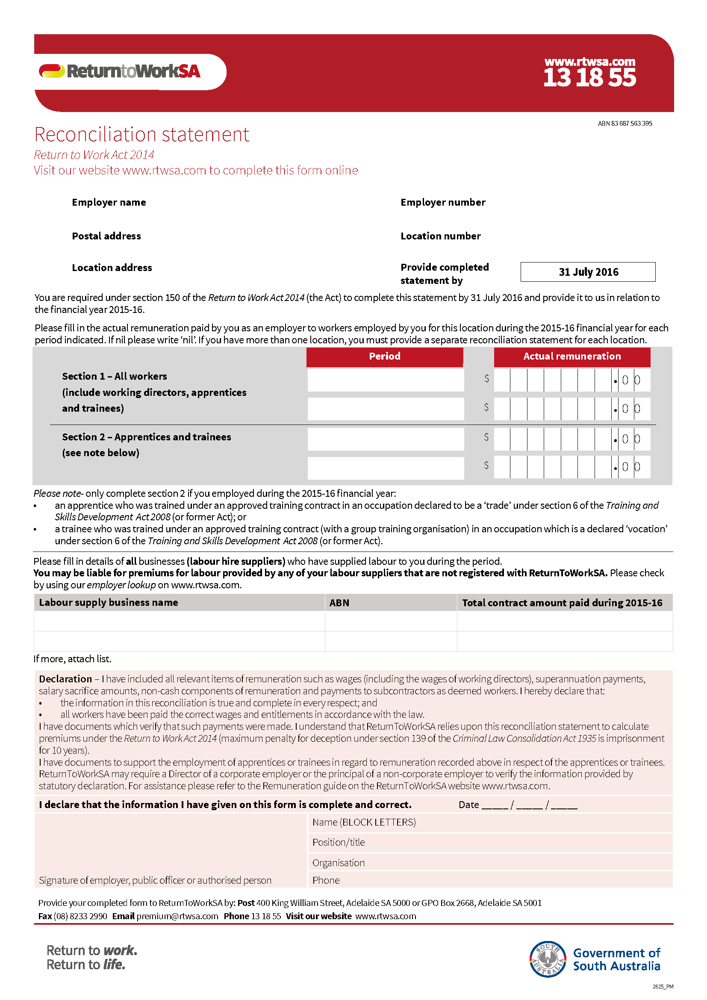 ReturntoWorkSA
www.rtwsa.com
13 18 55
ABN 83 687 563 395
Reconciliation statement
Return to Work Act 2014
Visit our website www.rtwsa.com to complete this form online
Employer name
Employer number
Postal address
Location number
Location address
Provide completed
statement by
31 July 2016
You are required under section 150 of the Return to Work Act 2014 (the Act) to complete this statement by 31 July 2016 and provide it to us in relation to
the financial year 2015-16.
Please fill in the actual remuneration paid by you as an employer to workers employed by you for this location during the 2015-16 financial year for each
period indicated. If nil please write ‘nil’. If you have more than one location, you must provide a separate reconciliation statement for each location.
Period
Actual remuneration
Section 1 – All workers
(include working directors, apprentices
and trainees)
$ . 0 0
$ . 0 0
Section 2 – Apprentices and trainees
(see note below)
$ . 0 0
$ . 0 0
Please note- only complete section 2 if you employed during the 2015-16 financial year:
• an apprentice who was trained under an approved training contract in an occupation declared to be a ‘trade’ under section 6 of the Training and
Skills Development Act 2008 (or former Act); or
• a trainee who was trained under an approved training contract (with a group training organisation) in an occupation which is a declared ‘vocation’
under section 6 of the Training and Skills Development Act 2008 (or former Act).
Please fill in details of all businesses (labour hire suppliers) who have supplied labour to you during the period.
You may be liable for premiums for labour provided by any of your labour suppliers that are not registered with ReturnToWorkSA. Please check
by using our employer lookup on www.rtwsa.com.
Labour supply business name
ABN
Total contract amount paid during 2015-16
If more, attach list.
Declaration – I have included all relevant items of remuneration such as wages (including the wages of working directors), superannuation payments,
salary sacrifice amounts, non-cash components of remuneration and payments to subcontractors as deemed workers. I hereby declare that:
• the information in this reconciliation is true and complete in every respect; and
• all workers have been paid the correct wages and entitlements in accordance with the law.
I have documents which verify that such payments were made. I understand that ReturnToWorkSA relies upon this reconciliation statement to calculate
premiums under the Return to Work Act 2014 (maximum penalty for deception under section 139 of the Criminal Law Consolidation Act 1935 is imprisonment
for 10 years).
I have documents to support the employment of apprentices or trainees in regard to remuneration recorded above in respect of the apprentices or trainees.
ReturnToWorkSA may require a Director of a corporate employer or the principal of a non-corporate employer to verify the information provided by
statutory declaration. For assistance please refer to the Remuneration guide on the ReturnToWorkSA website www.rtwsa.com.
I declare that the information I have given on this form is complete and correct.
Date _____ / _____ / _____
Name (BLOCK LETTERS)
Position/title
Organisation
Signature of employer, public officer or authorised person
Phone
Provide your completed form to ReturnToWorkSA by: Post 400 King William Street, Adelaide SA 5000 or GPO Box 2668, Adelaide SA 5001
Fax (08) 8233 2990 Email premium@rtwsa.com Phone 13 18 55 Visit our website www.rtwsa.com
Return to work.
Return to life.
SOUTH AUSTRALIA
Government of
South Australia
2625_PM